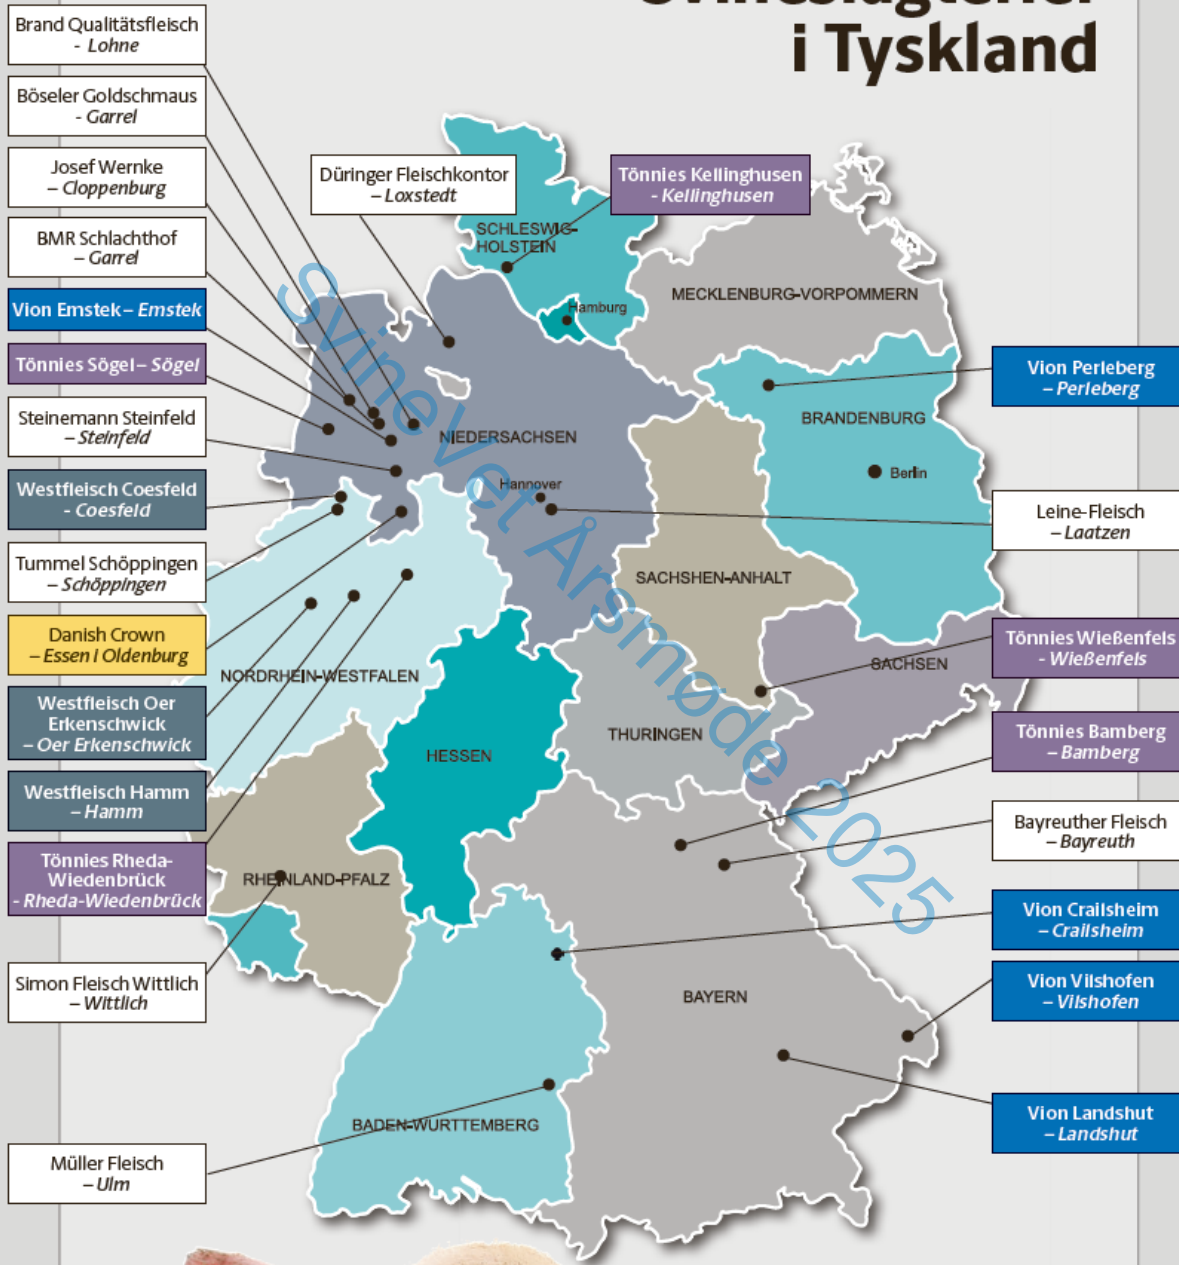 i Tyskland
Brand Qualitätsfleisch
- Lohne
Böseler Goldschmaus
- Garrel
Josef Wernke
– Cloppenburg
BMR Schlachthof
– Garrel
Vion Emstek – Emstek
Tönnies Sögel – Sögel
Steinemann Steinfeld
– Steinfeld
Westfleisch Coesfeld
- Coesfeld
Tummel Schöppingen
– Schöppingen
Danish Crown
– Essen i Oldenburg
Westfleisch Oer
Erkenschwick
– Oer Erkenschwick
Westfleisch Hamm
– Hamm
Tönnies Rheda-
Wiedenbrück
- Rheda-Wiedenbrück
Simon Fleisch Wittlich
– Wittlich
Müller Fleisch
– Ulm
Düringer Fleischkontor
– Loxstedt
Tönnies Kellinghusen
- Kellinghusen
SCHLESWIG-
HOLSTEIN
Hamburg
MECKLENBURG-VORPOMMERN
BRANDENBURG
Berlin
NIEDERSACHSEN
Hannover
SACHSHEN-ANHALT
NORDRHEIN-WESTFALEN
SACHSEN
THURINGEN
HESSEN
RHEINLAND-PFALZ
BAYERN
BADEN-WURTTEMBERG
Vion Perleberg
– Perleberg
Leine-Fleisch
– Laatzen
Tönnies Wießenfels
- Wießenfels
Tönnies Bamberg
– Bamberg
Bayreuther Fleisch
– Bayreuth
Vion Crailsheim
– Crailsheim
Vion Vilshofen
– Vilshofen
Vion Landshut
– Landshut
SvineVet Årsmøde 2025